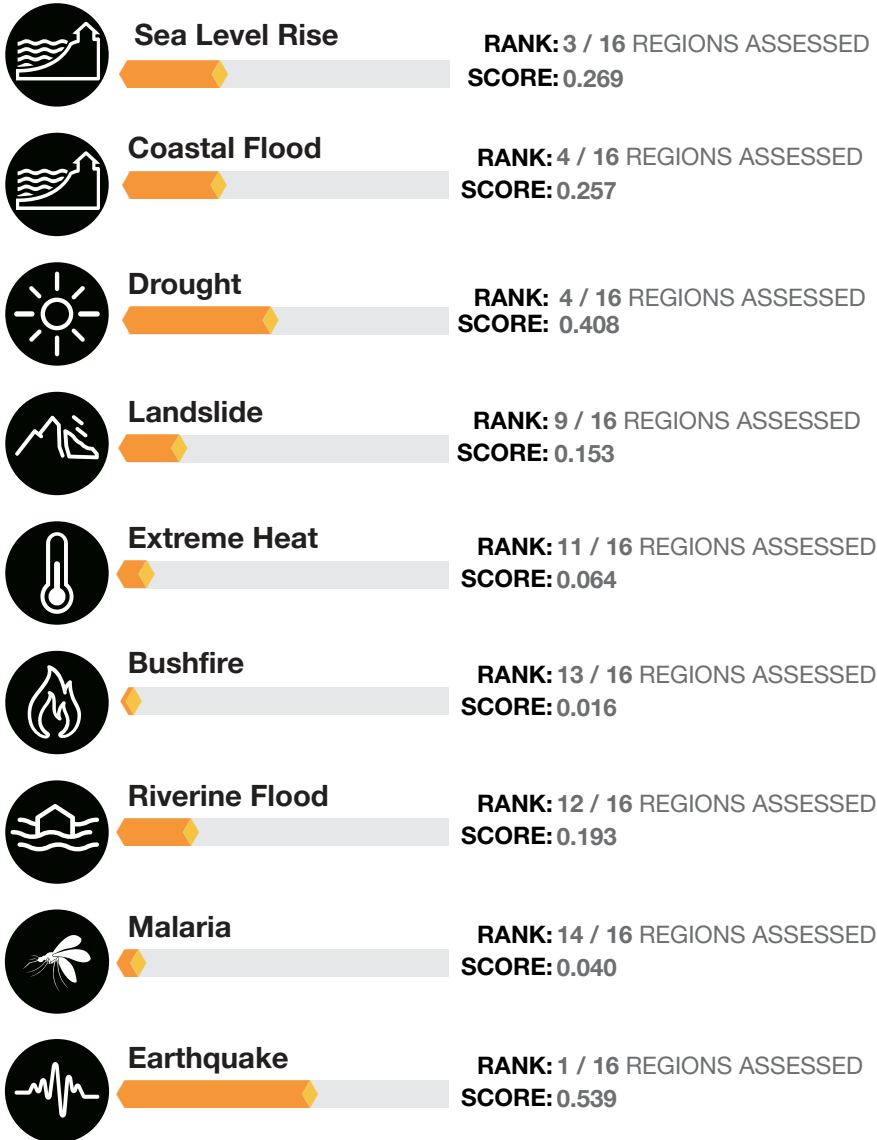 Sea Level Rise
RANK: 3 / 16 REGIONS ASSESSED
SCORE: 0.269
Coastal Flood
RANK: 4 / 16 REGIONS ASSESSED
SCORE: 0.257
Drought
RANK: 4 / 16 REGIONS ASSESSED
SCORE: 0.408
Landslide
RANK: 9 / 16 REGIONS ASSESSED
SCORE: 0.153
Extreme Heat
RANK: 11 / 16 REGIONS ASSESSED
SCORE: 0.064
Bushfire
RANK: 13 / 16 REGIONS ASSESSED
SCORE: 0.016
Riverine Flood
RANK: 12 / 16 REGIONS ASSESSED
SCORE: 0.193
Malaria
RANK: 14 / 16 REGIONS ASSESSED
SCORE: 0.040
Earthquake
RANK: 1 / 16 REGIONS ASSESSED
SCORE: 0.539